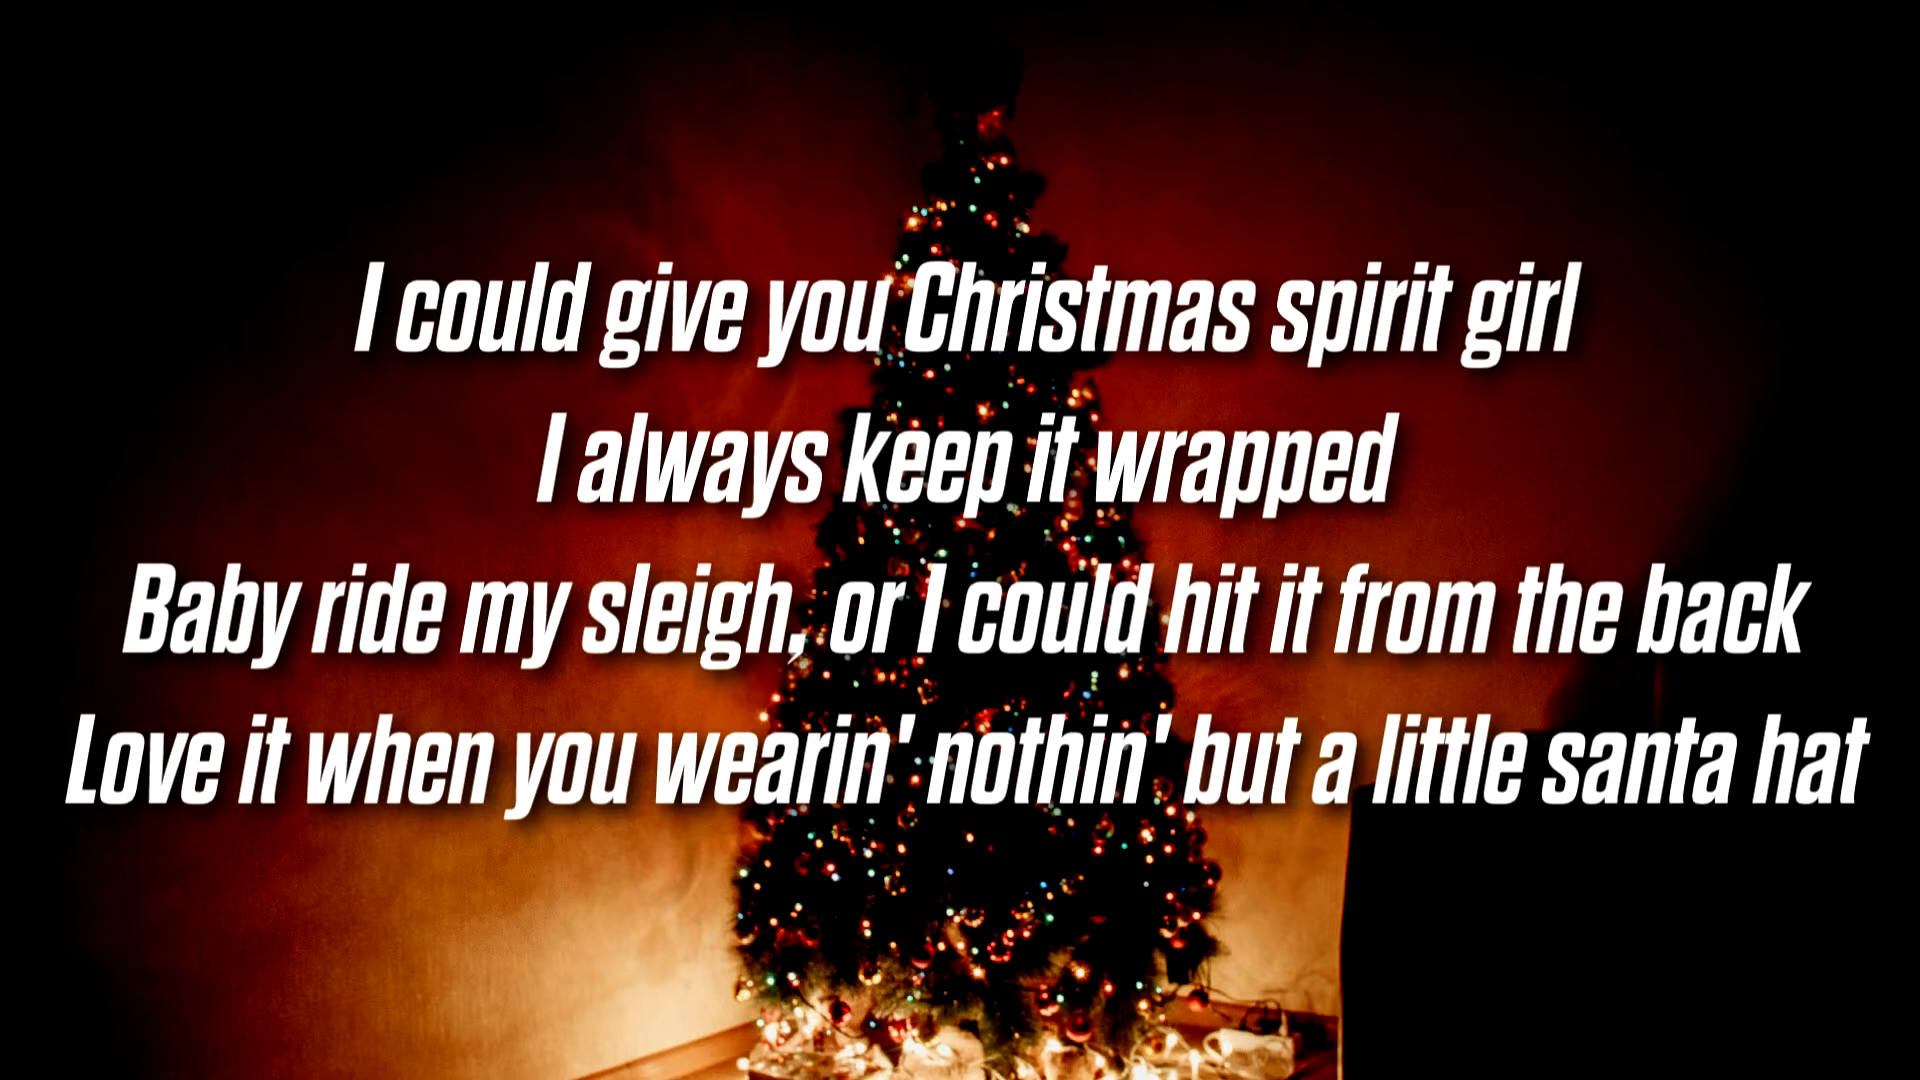 I could give you Christmas spirit girl
I always keep it wrapped
Baby ride my sleigh, or I could hit it from the back
Love it when you wearin' nothin' but a little santa hat